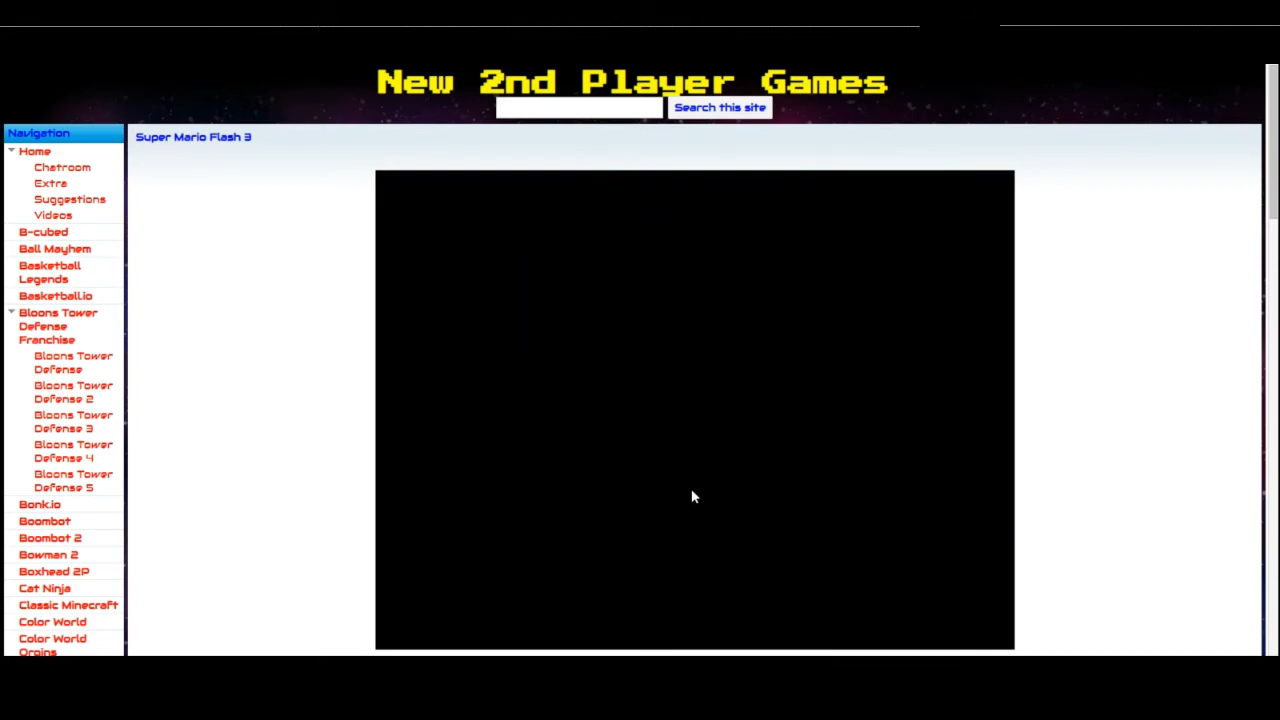 New 2nd Player Games
Search this site
Navigation
Super Mario Flash 3
Home
Chatroom
Extra
Suggestions
Videos
B-cubed
Ball Mayhem
Basketball
Legends
Basketball.io
Bloons Tower
Defense
Franchise
Bloons Tower
Defense
Bloons Tower
Defense 2
Bloons Tower
Defense 3
Bloons Tower
Defense 4
Bloons Tower
Defense 5
Bonk.io
Boombot
Boombot 2
Bowman 2
Boxhead 2P
Cat Ninja
Classic Minecraft
Color World
Color World
Orgins